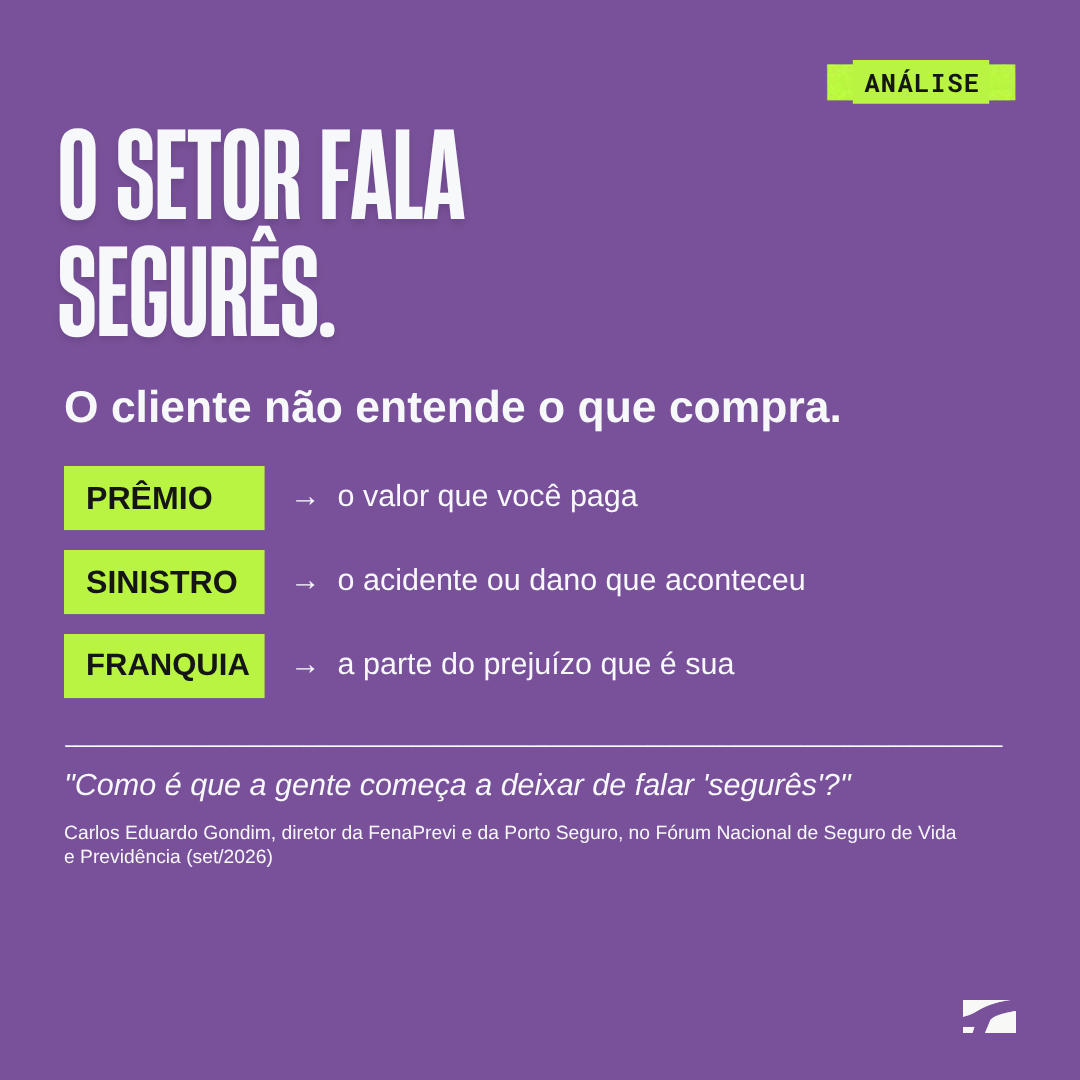 ANÁLISE
O SETOR FALA
SEGURÊS.
O cliente não entende o que compra.
PRÊMIO → o valor que você paga
SINISTRO → o acidente ou dano que aconteceu
FRANQUIA → a parte do prejuízo que é sua
"Como é que a gente começa a deixar de falar 'segurês'?"
Carlos Eduardo Gondim, diretor da FenaPrevi e da Porto Seguro, no Fórum Nacional de Seguro de Vida
e Previdência (set/2026)